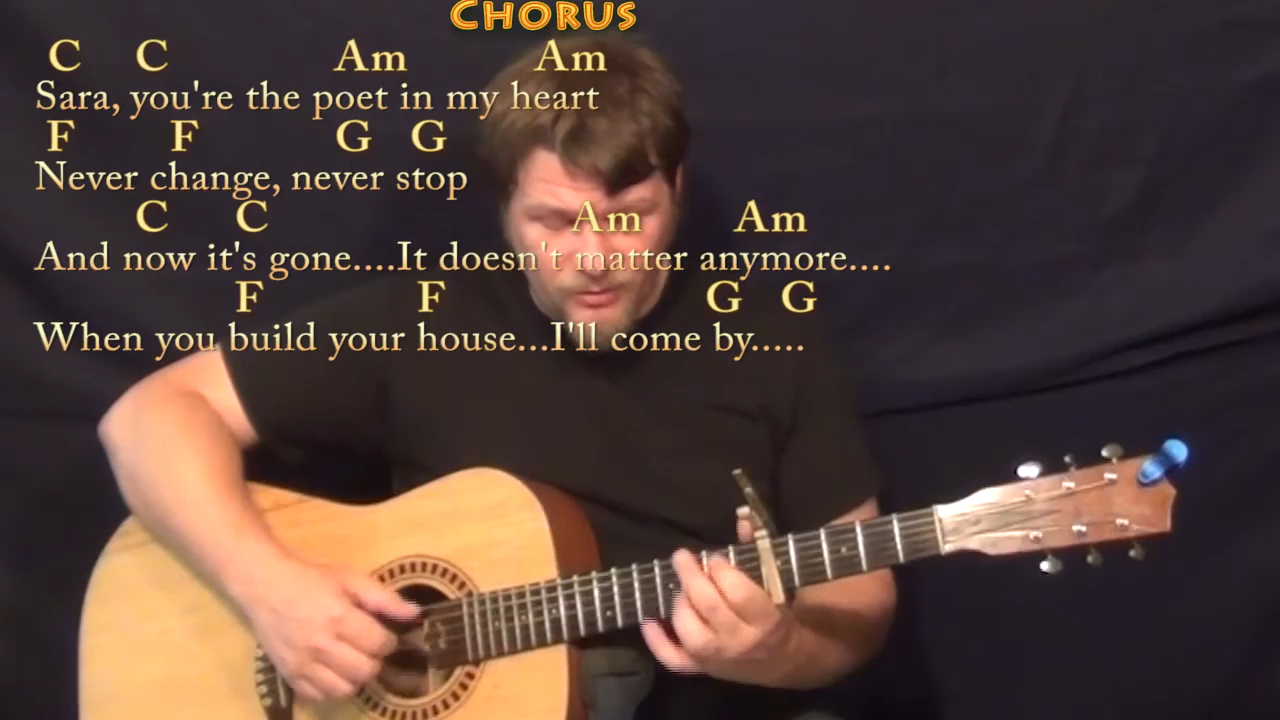 CHORUS
C C Am Am
Sara, you're the poet in my heart
F F G G
Never change, never stop
C C Am Am
And now it's gone....It doesn't matter anymore....
F F G G
When you build your house...I'll come by.....